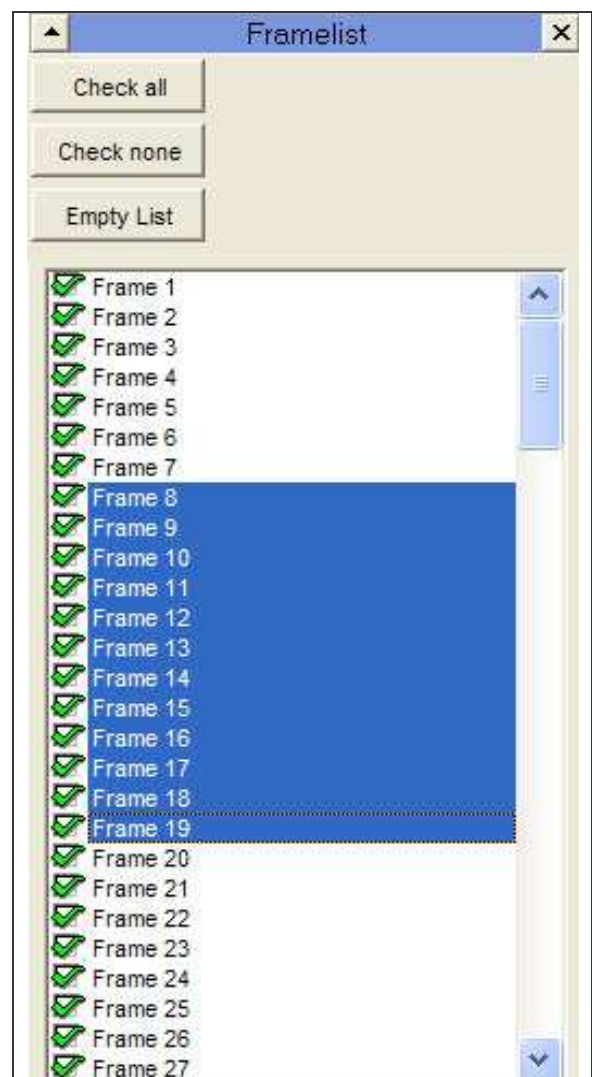 Framelist
Check all
Check none
Empty List
Frame 1
Frame 2
Frame 3
Frame 4
Frame 5
Frame 6
Frame 7
Frame 8
Frame 9
Frame 10
Frame 11
Frame 12
Frame 13
Frame 14
Frame 15
Frame 16
Frame 17
Frame 18
Frame 19
Frame 20
Frame 21
Frame 22
Frame 23
Frame 24
Frame 25
Frame 26
Frame 27